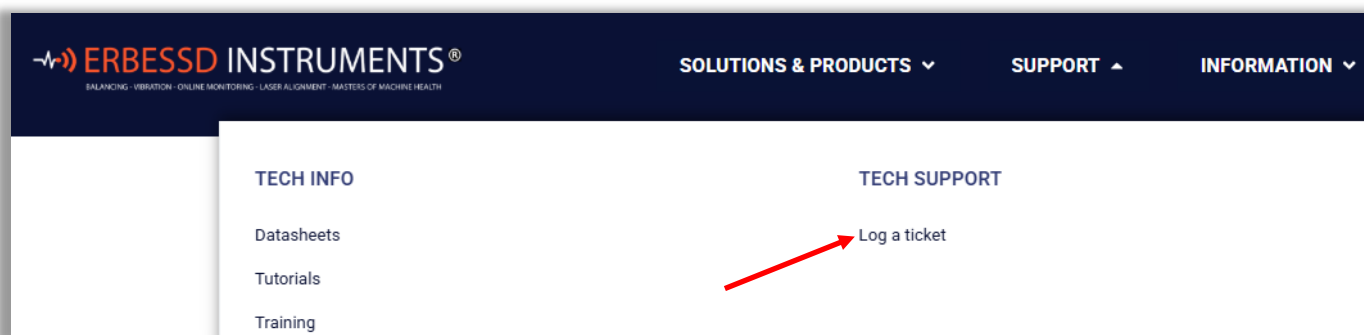 ERBESSD INSTRUMENTS®
BALANCING - VIBRATION - ONLINE MONITORING - LASER ALIGNMENT - MASTERS OF MACHINE HEALTH
SOLUTIONS & PRODUCTS
SUPPORT
INFORMATION
TECH INFO
TECH SUPPORT
Datasheets
Log a ticket
Tutorials
Training